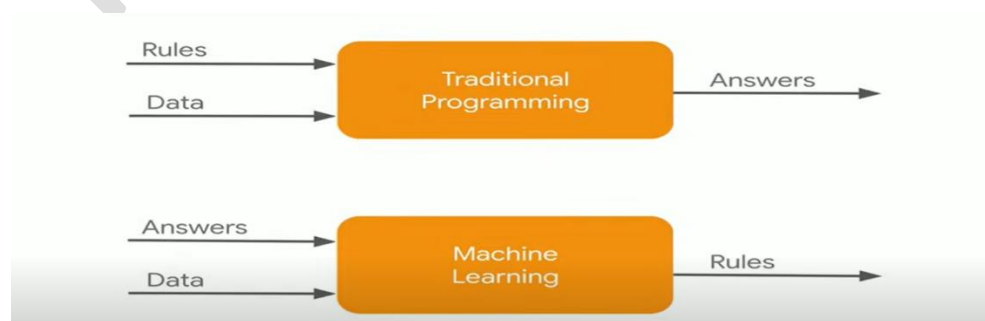 Rules
Data
Traditional
Programming
Answers
Answers
Data
Machine
Learning
Rules